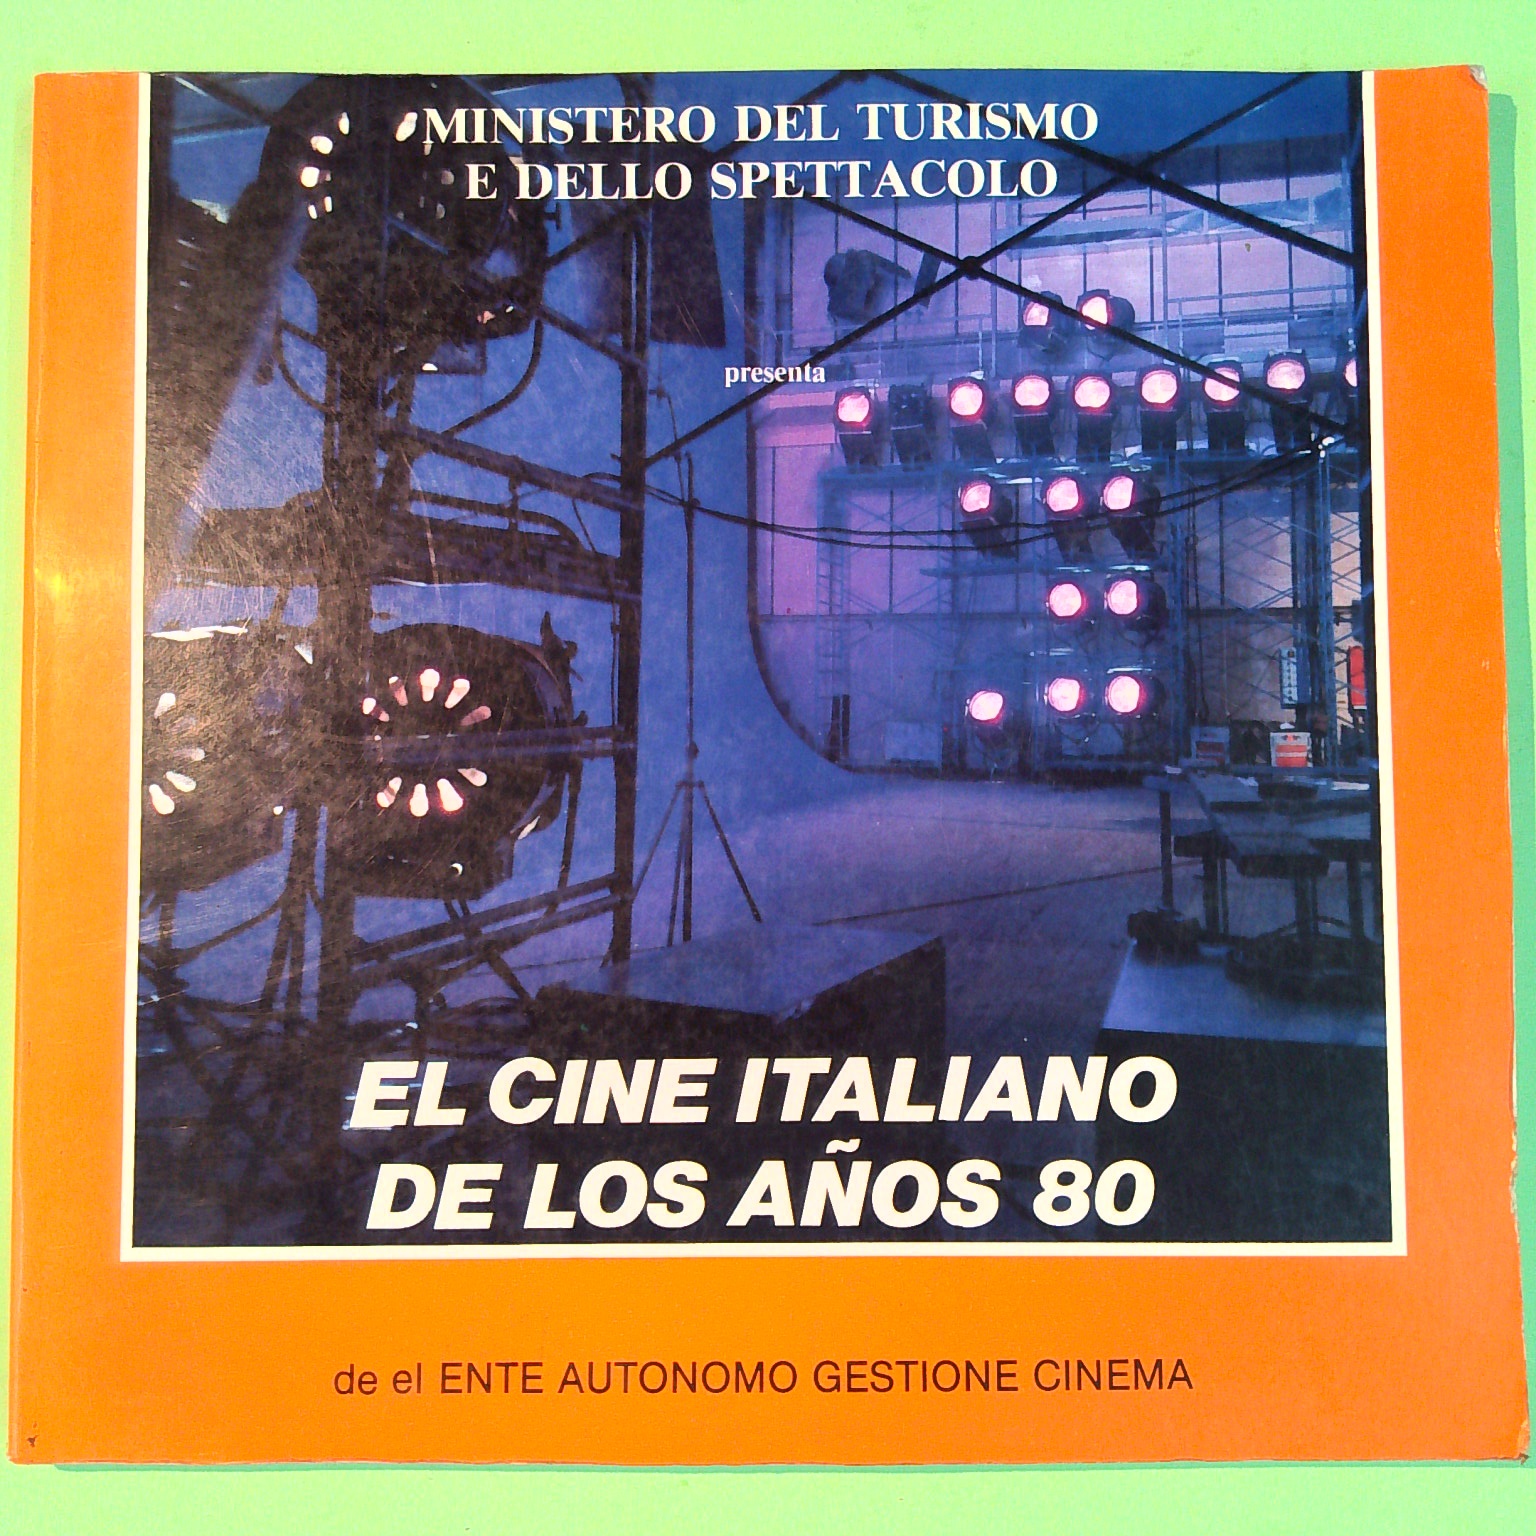 MINISTERO DEL TURISMO
E DELLO SPETTACOLO
presenta
EL CINE ITALIANO
DE LOS AÑOS 80
de el ENTE AUTONOMO GESTIONE CINEMA